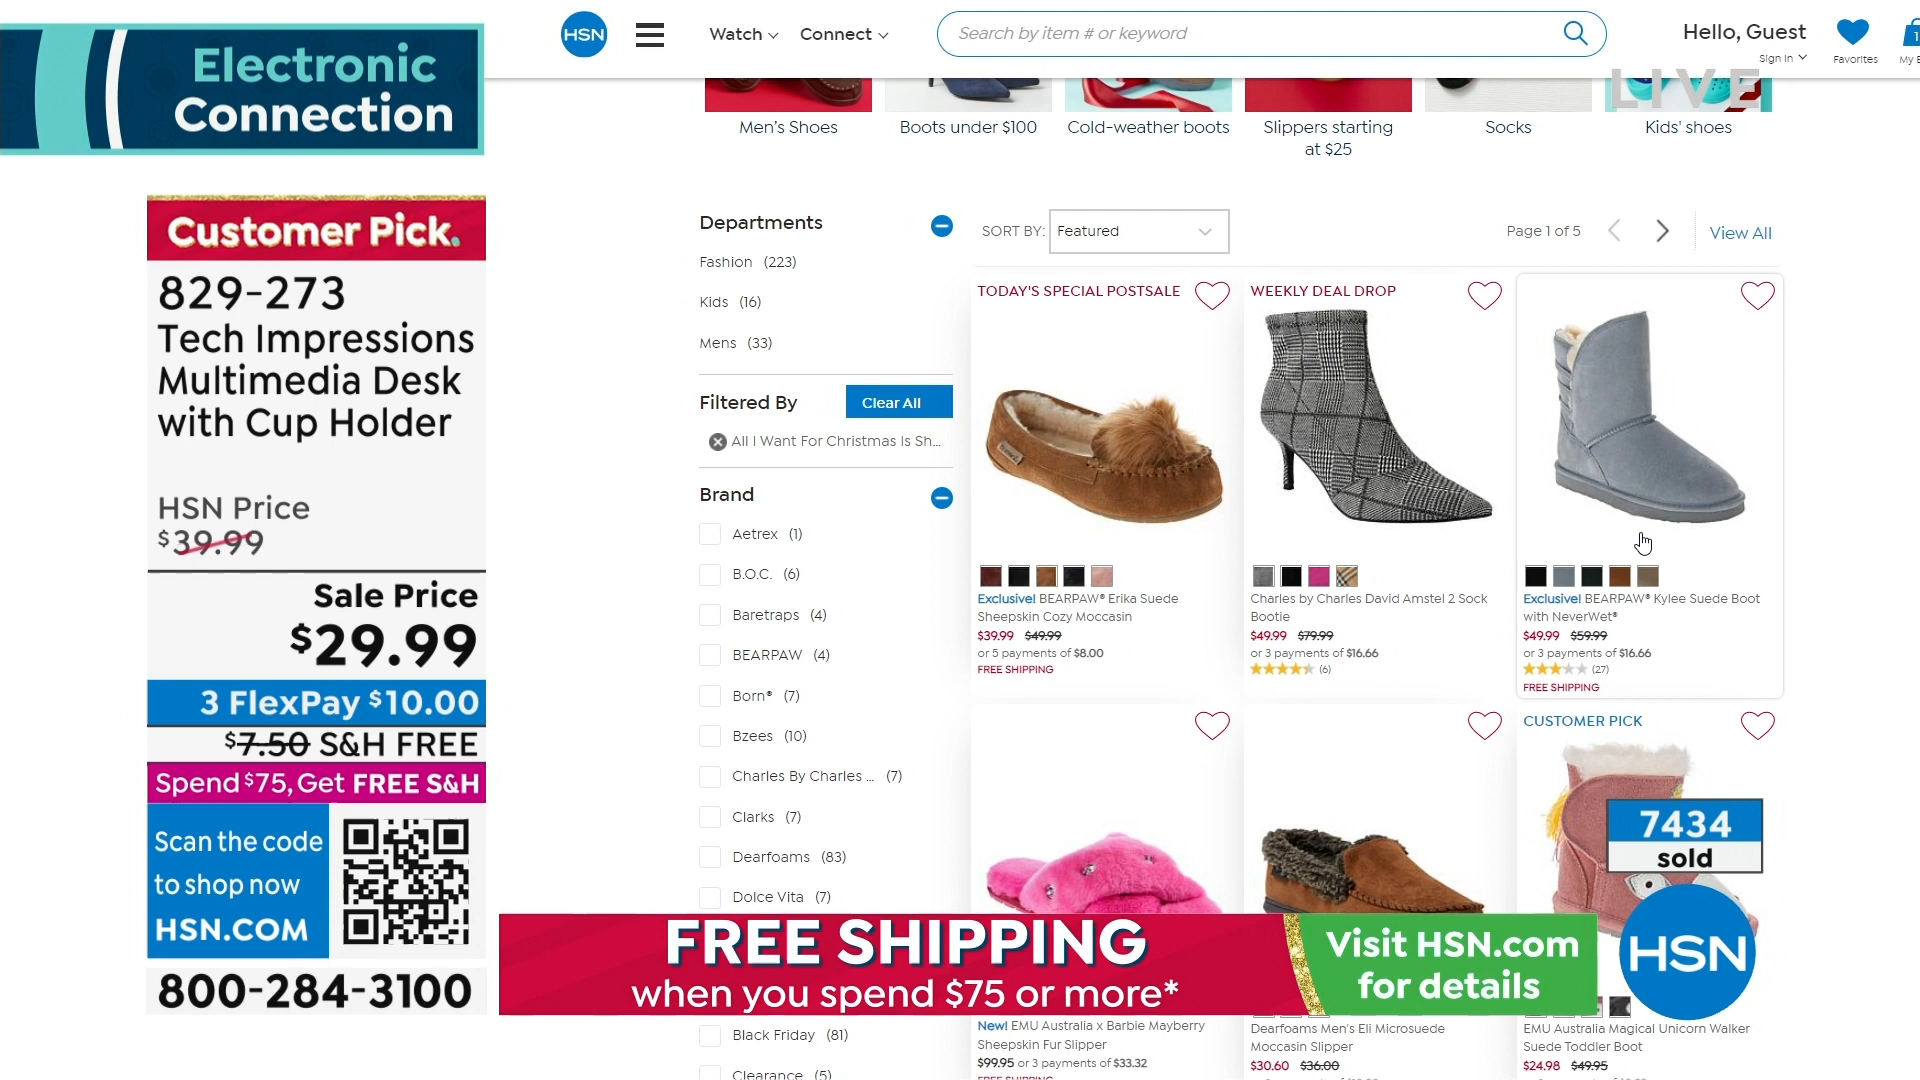 Electronic
Connection
HSN
Watch
Connect
Search by item # or keyword
Hello, Guest
Sign In
Favorites
1
LIVE
Men's Shoes
Boots under $100
Cold-weather boots
Slippers starting
at $25
Socks
Kids' shoes
Customer Pick.
829-273
Tech Impressions
Multimedia Desk
with Cup Holder
HSN Price
$39.99
Sale Price
$29.99
3 FlexPay $10.00
$7.50 S&H FREE
Spend $75, Get FREE S&H
Scan the code
to shop now
HSN.COM
800-284-3100
Departments
Fashion (223)
Kids (16)
Mens (33)
Filtered By
Clear All
All I Want For Christmas Is Sh...
Brand
Aetrex (1)
B.O.C. (6)
Baretraps (4)
BEARPAW (4)
Born® (7)
Bzees (10)
Charles By Charles ... (7)
Clarks (7)
Dearfoams (83)
Dolce Vita (7)
Black Friday (81)
Clearance (5)
SORT BY: Featured
Page 1 of 5
View All
TODAY'S SPECIAL POSTSALE
Exclusive! BEARPAW® Erika Suede
Sheepskin Cozy Moccasin
$39.99 $49.99
or 5 payments of $8.00
FREE SHIPPING
WEEKLY DEAL DROP
Charles by Charles David Amstel 2 Sock
Bootie
$49.99 $79.99
or 3 payments of $16.66
(6)
Exclusive! BEARPAW® Kylee Suede Boot
with NeverWet®
$49.99 $59.99
or 3 payments of $16.66
(27)
FREE SHIPPING
CUSTOMER PICK
7434
sold
FREE SHIPPING
when you spend $75 or more*
Visit HSN.com
for details
HSN
New! EMU Australia x Barbie Mayberry
Sheepskin Fur Slipper
$99.95 or 3 payments of $33.32
FREE SHIPPING
Dearfoams Men's Eli Microsuede
Moccasin Slipper
$30.60 $36.00
EMU Australia Magical Unicorn Walker
Suede Toddler Boot
$24.98 $49.95